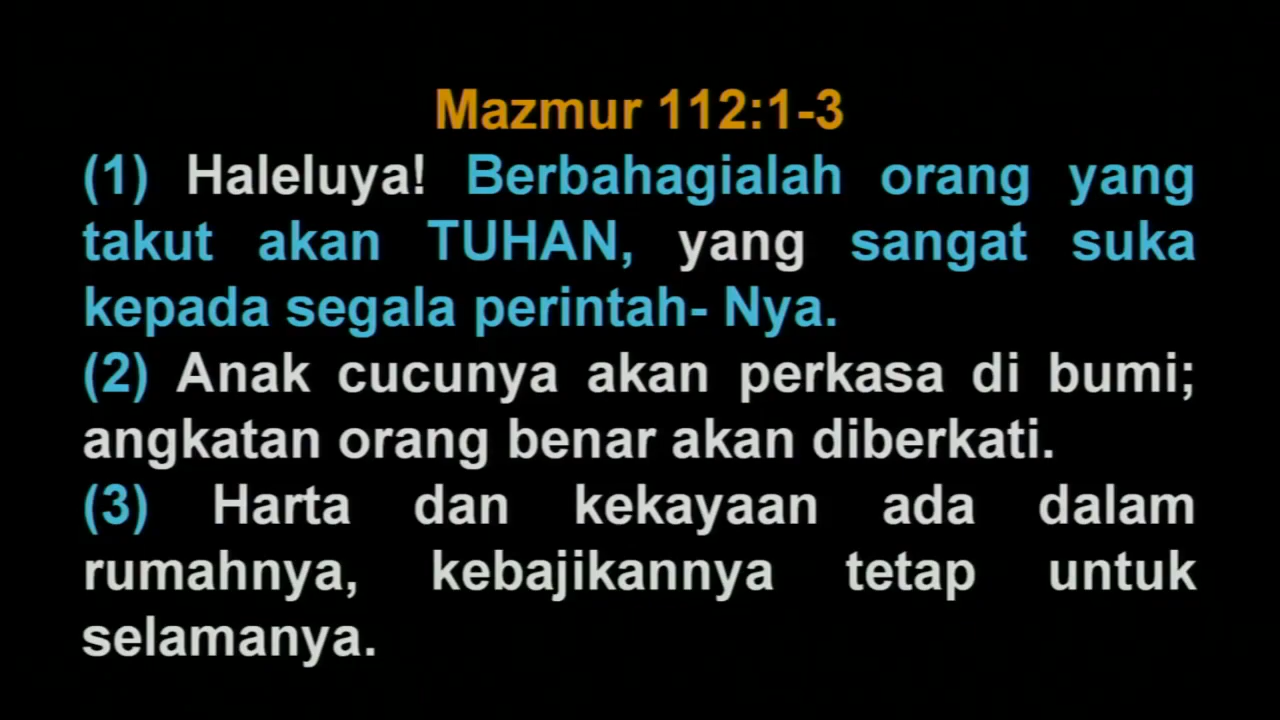 Mazmur 112:1-3
(1) Haleluya! Berbahagialah orang yang
takut akan TUHAN, yang sangat suka
kepada segala perintah- Nya.
(2) Anak cucunya akan perkasa di bumi;
angkatan orang benar akan diberkati.
(3) Harta dan kekayaan ada dalam
rumahnya, kebajikannya tetap untuk
selamanya.